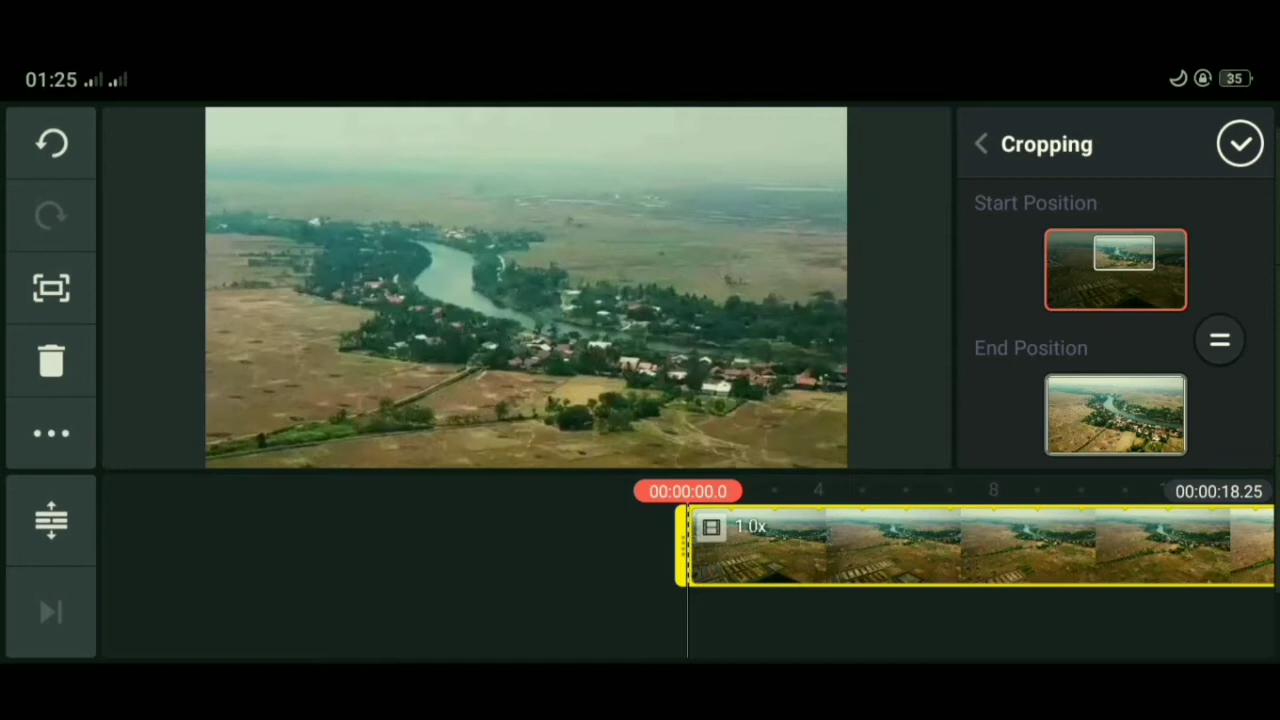 01:25
35
Cropping
Start Position
End Position
00:00:00.0
4
8
00:00:18.25
1.0x